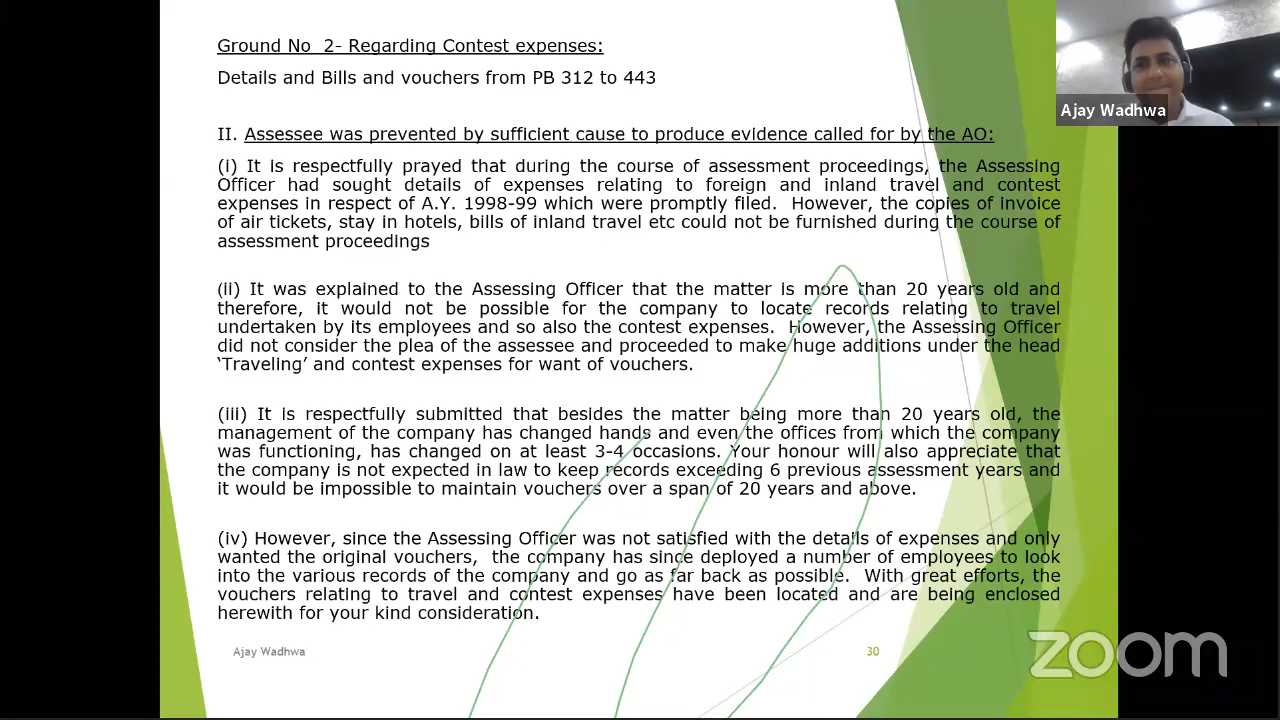 Ground No  2- Regarding Contest expenses:
Details and Bills and vouchers from PB 312 to 443
II. Assessee was prevented by sufficient cause to produce evidence called for by the AO:
(i) It is respectfully prayed that during the course of assessment proceedings, the Assessing
Officer had sought details of expenses relating to foreign and inland travel and contest
expenses in respect of A.Y. 1998-99 which were promptly filed.  However, the copies of invoice
of air tickets, stay in hotels, bills of inland travel etc could not be furnished during the course of
assessment proceedings
(ii) It was explained to the Assessing Officer that the matter is more than 20 years old and
therefore, it would not be possible for the company to locate records relating to travel
undertaken by its employees and so also the contest expenses.  However, the Assessing Officer
did not consider the plea of the assessee and proceeded to make huge additions under the head
‘Traveling’ and contest expenses for want of vouchers.
(iii) It is respectfully submitted that besides the matter being more than 20 years old, the
management of the company has changed hands and even the offices from which the company
was functioning, has changed on at least 3-4 occasions. Your honour will also appreciate that
the company is not expected in law to keep records exceeding 6 previous assessment years and
it would be impossible to maintain vouchers over a span of 20 years and above.
(iv) However, since the Assessing Officer was not satisfied with the details of expenses and only
wanted the original vouchers,  the company has since deployed a number of employees to look
into the various records of the company and go as far back as possible.  With great efforts, the
vouchers relating to travel and contest expenses have been located and are being enclosed
herewith for your kind consideration.
Ajay Wadhwa
30
Ajay Wadhwa
zoom